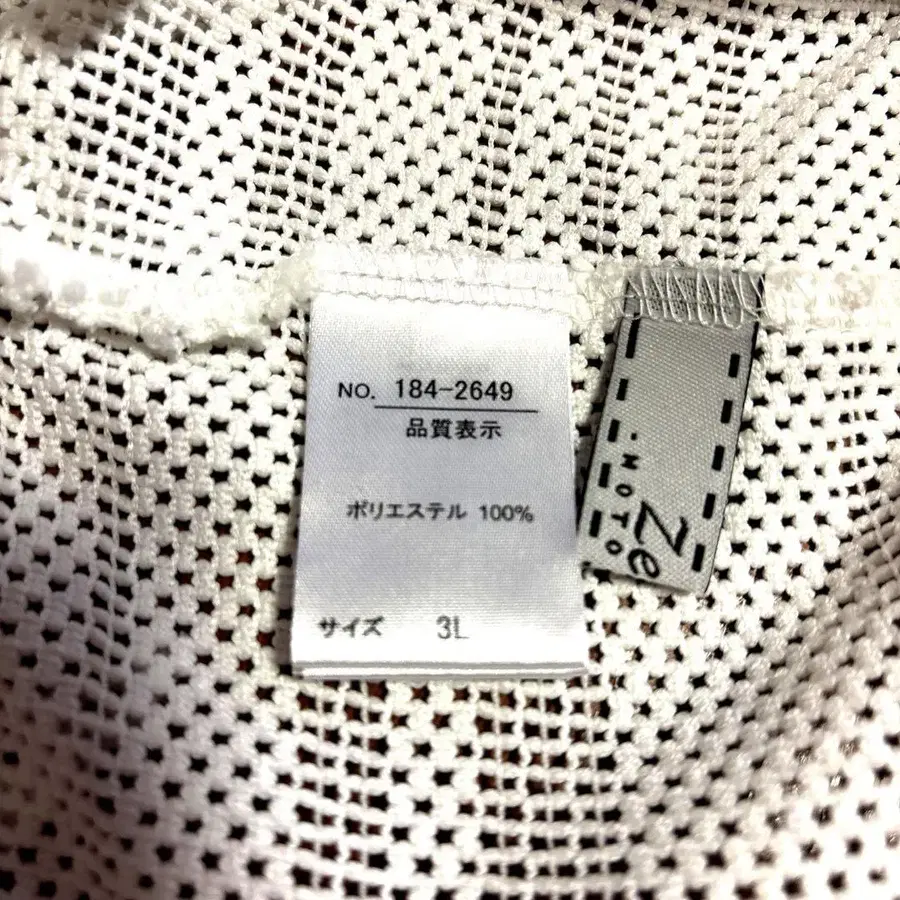 NO. 184-2649
品質表示
ポリエステル 100%
サイズ 3L
Ze
:MOTO